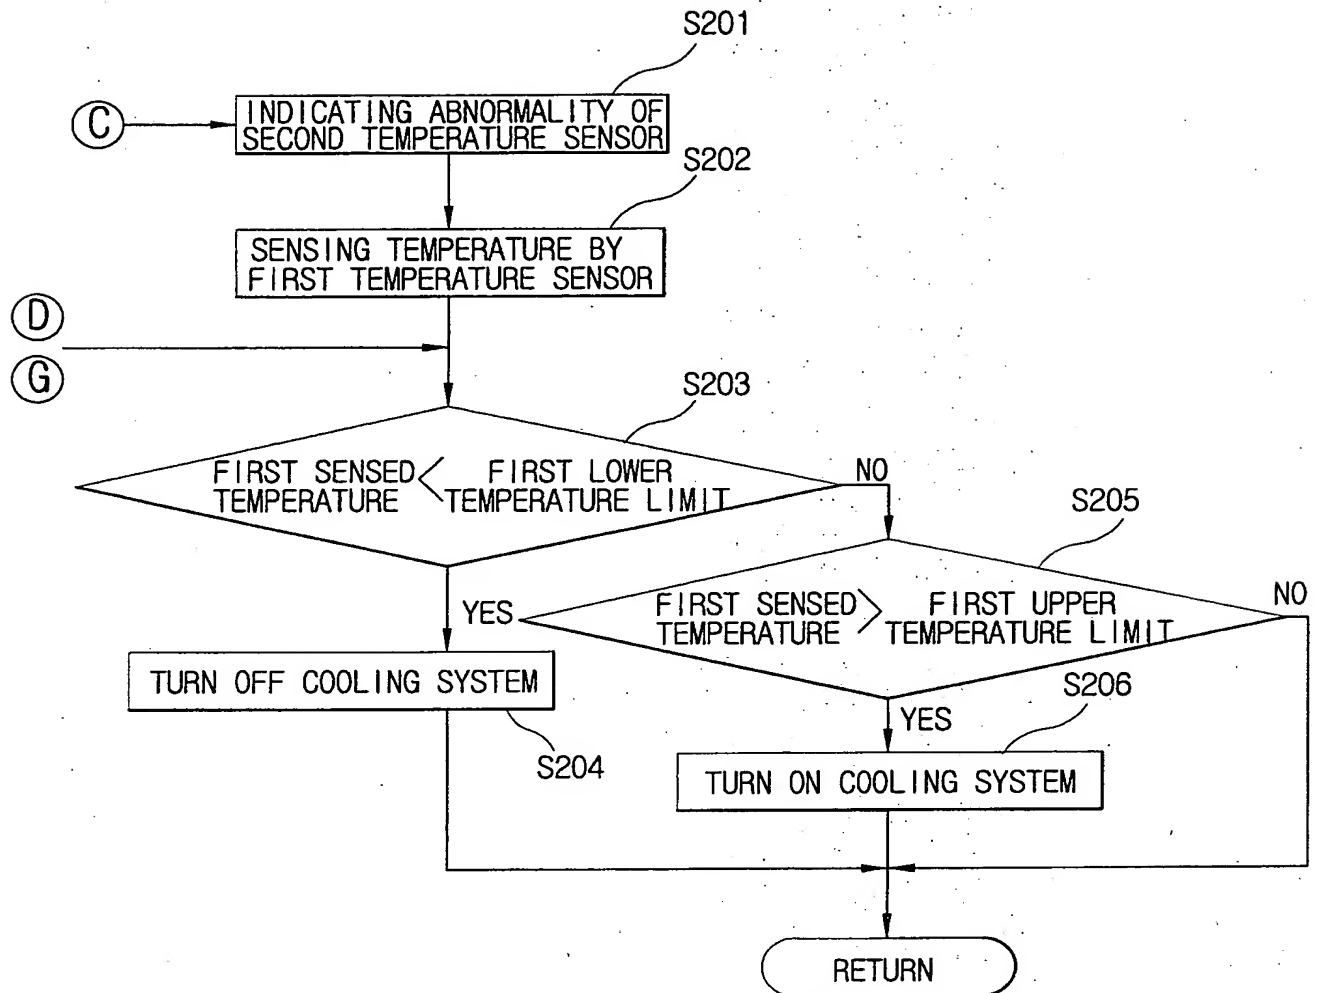 S201
C
INDICATING ABNORMALITY OF
SECOND TEMPERATURE SENSOR
S202
SENSING TEMPERATURE BY
FIRST TEMPERATURE SENSOR
D
G
S203
FIRST SENSED < FIRST LOWER
TEMPERATURE TEMPERATURE LIMIT
NO
S205
YES
FIRST SENSED > FIRST UPPER
TEMPERATURE TEMPERATURE LIMIT
NO
TURN OFF COOLING SYSTEM
S204
YES
S206
TURN ON COOLING SYSTEM
RETURN